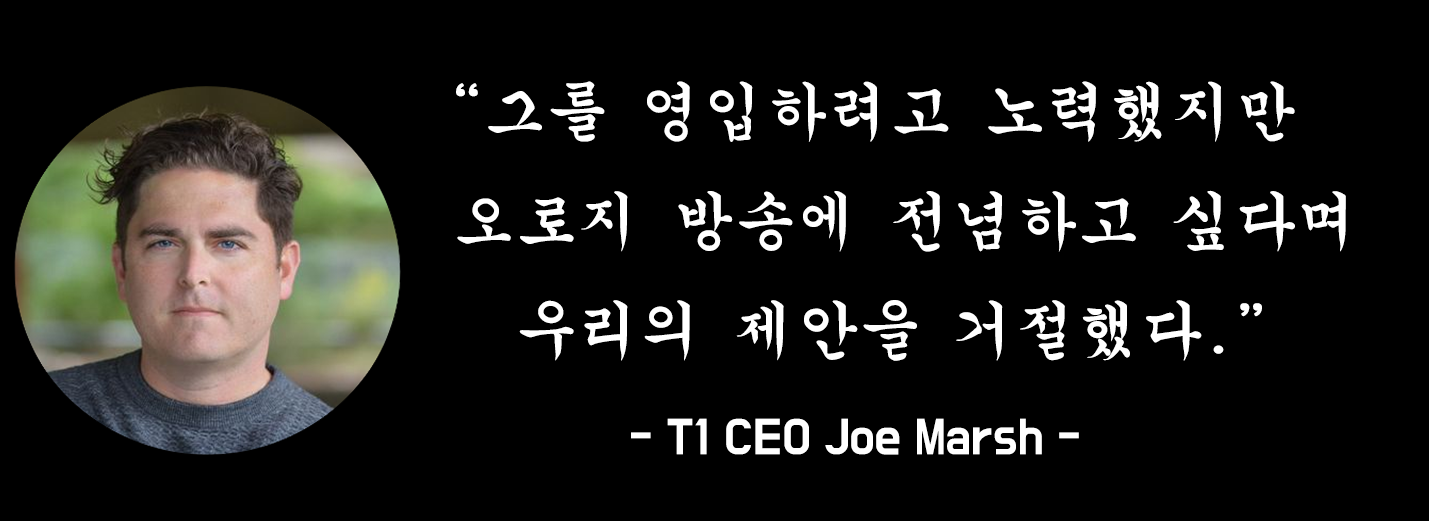 “그를 영입하려고 노력했지만
오로지 방송에 전념하고 싶다며
우리의 제안을 거절했다.”
- T1 CEO Joe Marsh -